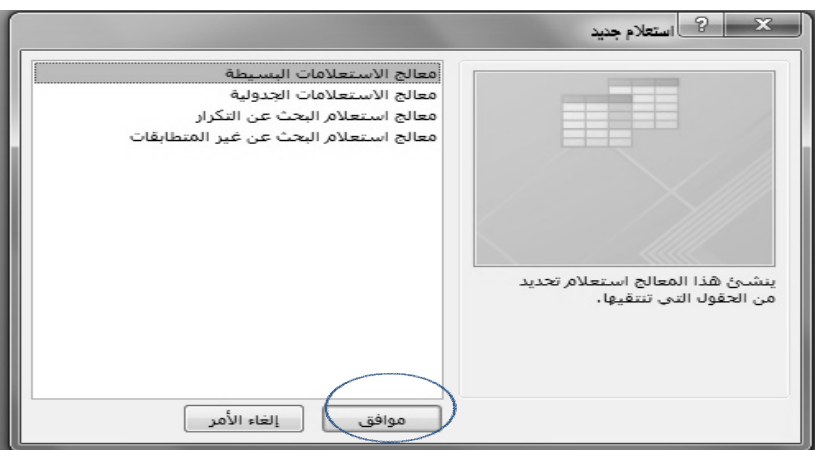 استعلام جديد
معالج الاستعلامات البسيطة
معالج الاستعلامات الجدولية
معالج استعلام البحث عن التكرار
معالج استعلام البحث عن غير المتطابقات
ينشئ هذا المعالج استعلام تحديد
من الحقول التي تنتقيها.
موافق
إلغاء الأمر